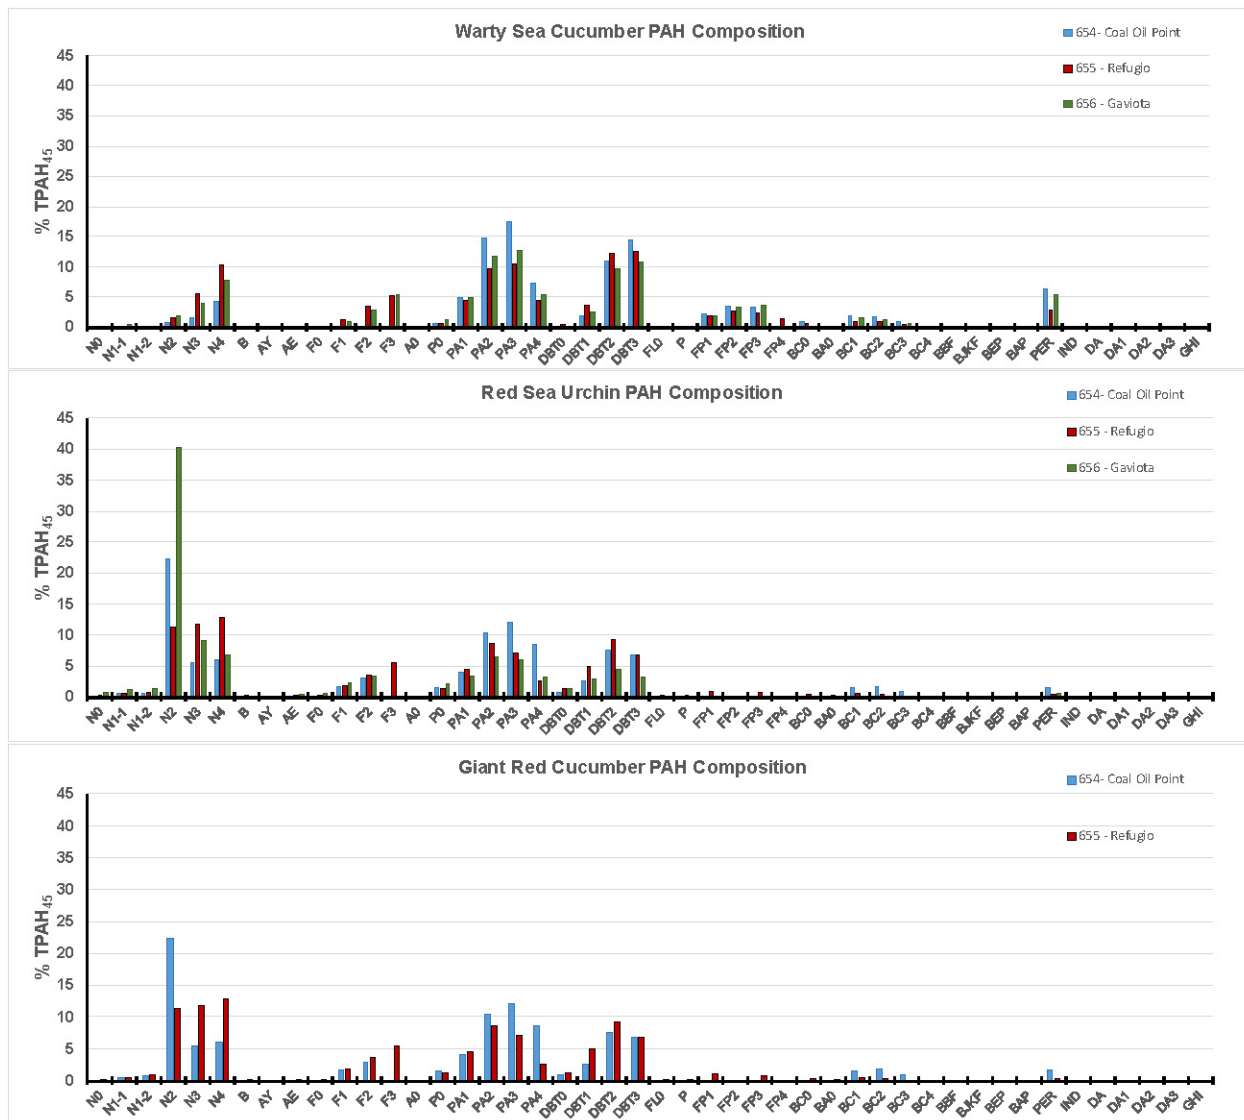 Warty Sea Cucumber PAH Composition
654- Coal Oil Point
655 - Refugio
656 - Gaviota
% TPAH45
45
40
35
30
25
20
15
10
5
0
N0 N1-1 N1-2 N2 N3 N4 B AY AE F0 F1 F2 F3 A0 P0 PA1 PA2 PA3 PA4 DBT0 DBT1 DBT2 DBT3 FL0 P FP1 FP2 FP3 FP4 BC0 BA0 BC1 BC2 BC3 BC4 BBF BJKF BEP BAP PER IND DA DA1 DA2 DA3 GHI
Red Sea Urchin PAH Composition
654- Coal Oil Point
655 - Refugio
656 - Gaviota
% TPAH45
45
40
35
30
25
20
15
10
5
0
N0 N1-1 N1-2 N2 N3 N4 B AY AE F0 F1 F2 F3 A0 P0 PA1 PA2 PA3 PA4 DBT0 DBT1 DBT2 DBT3 FL0 P FP1 FP2 FP3 FP4 BC0 BA0 BC1 BC2 BC3 BC4 BBF BJKF BEP BAP PER IND DA DA1 DA2 DA3 GHI
Giant Red Cucumber PAH Composition
654- Coal Oil Point
655 - Refugio
% TPAH45
45
40
35
30
25
20
15
10
5
0
N0 N1-1 N1-2 N2 N3 N4 B AY AE F0 F1 F2 F3 A0 P0 PA1 PA2 PA3 PA4 DBT0 DBT1 DBT2 DBT3 FL0 P FP1 FP2 FP3 FP4 BC0 BA0 BC1 BC2 BC3 BC4 BBF BJKF BEP BAP PER IND DA DA1 DA2 DA3 GHI